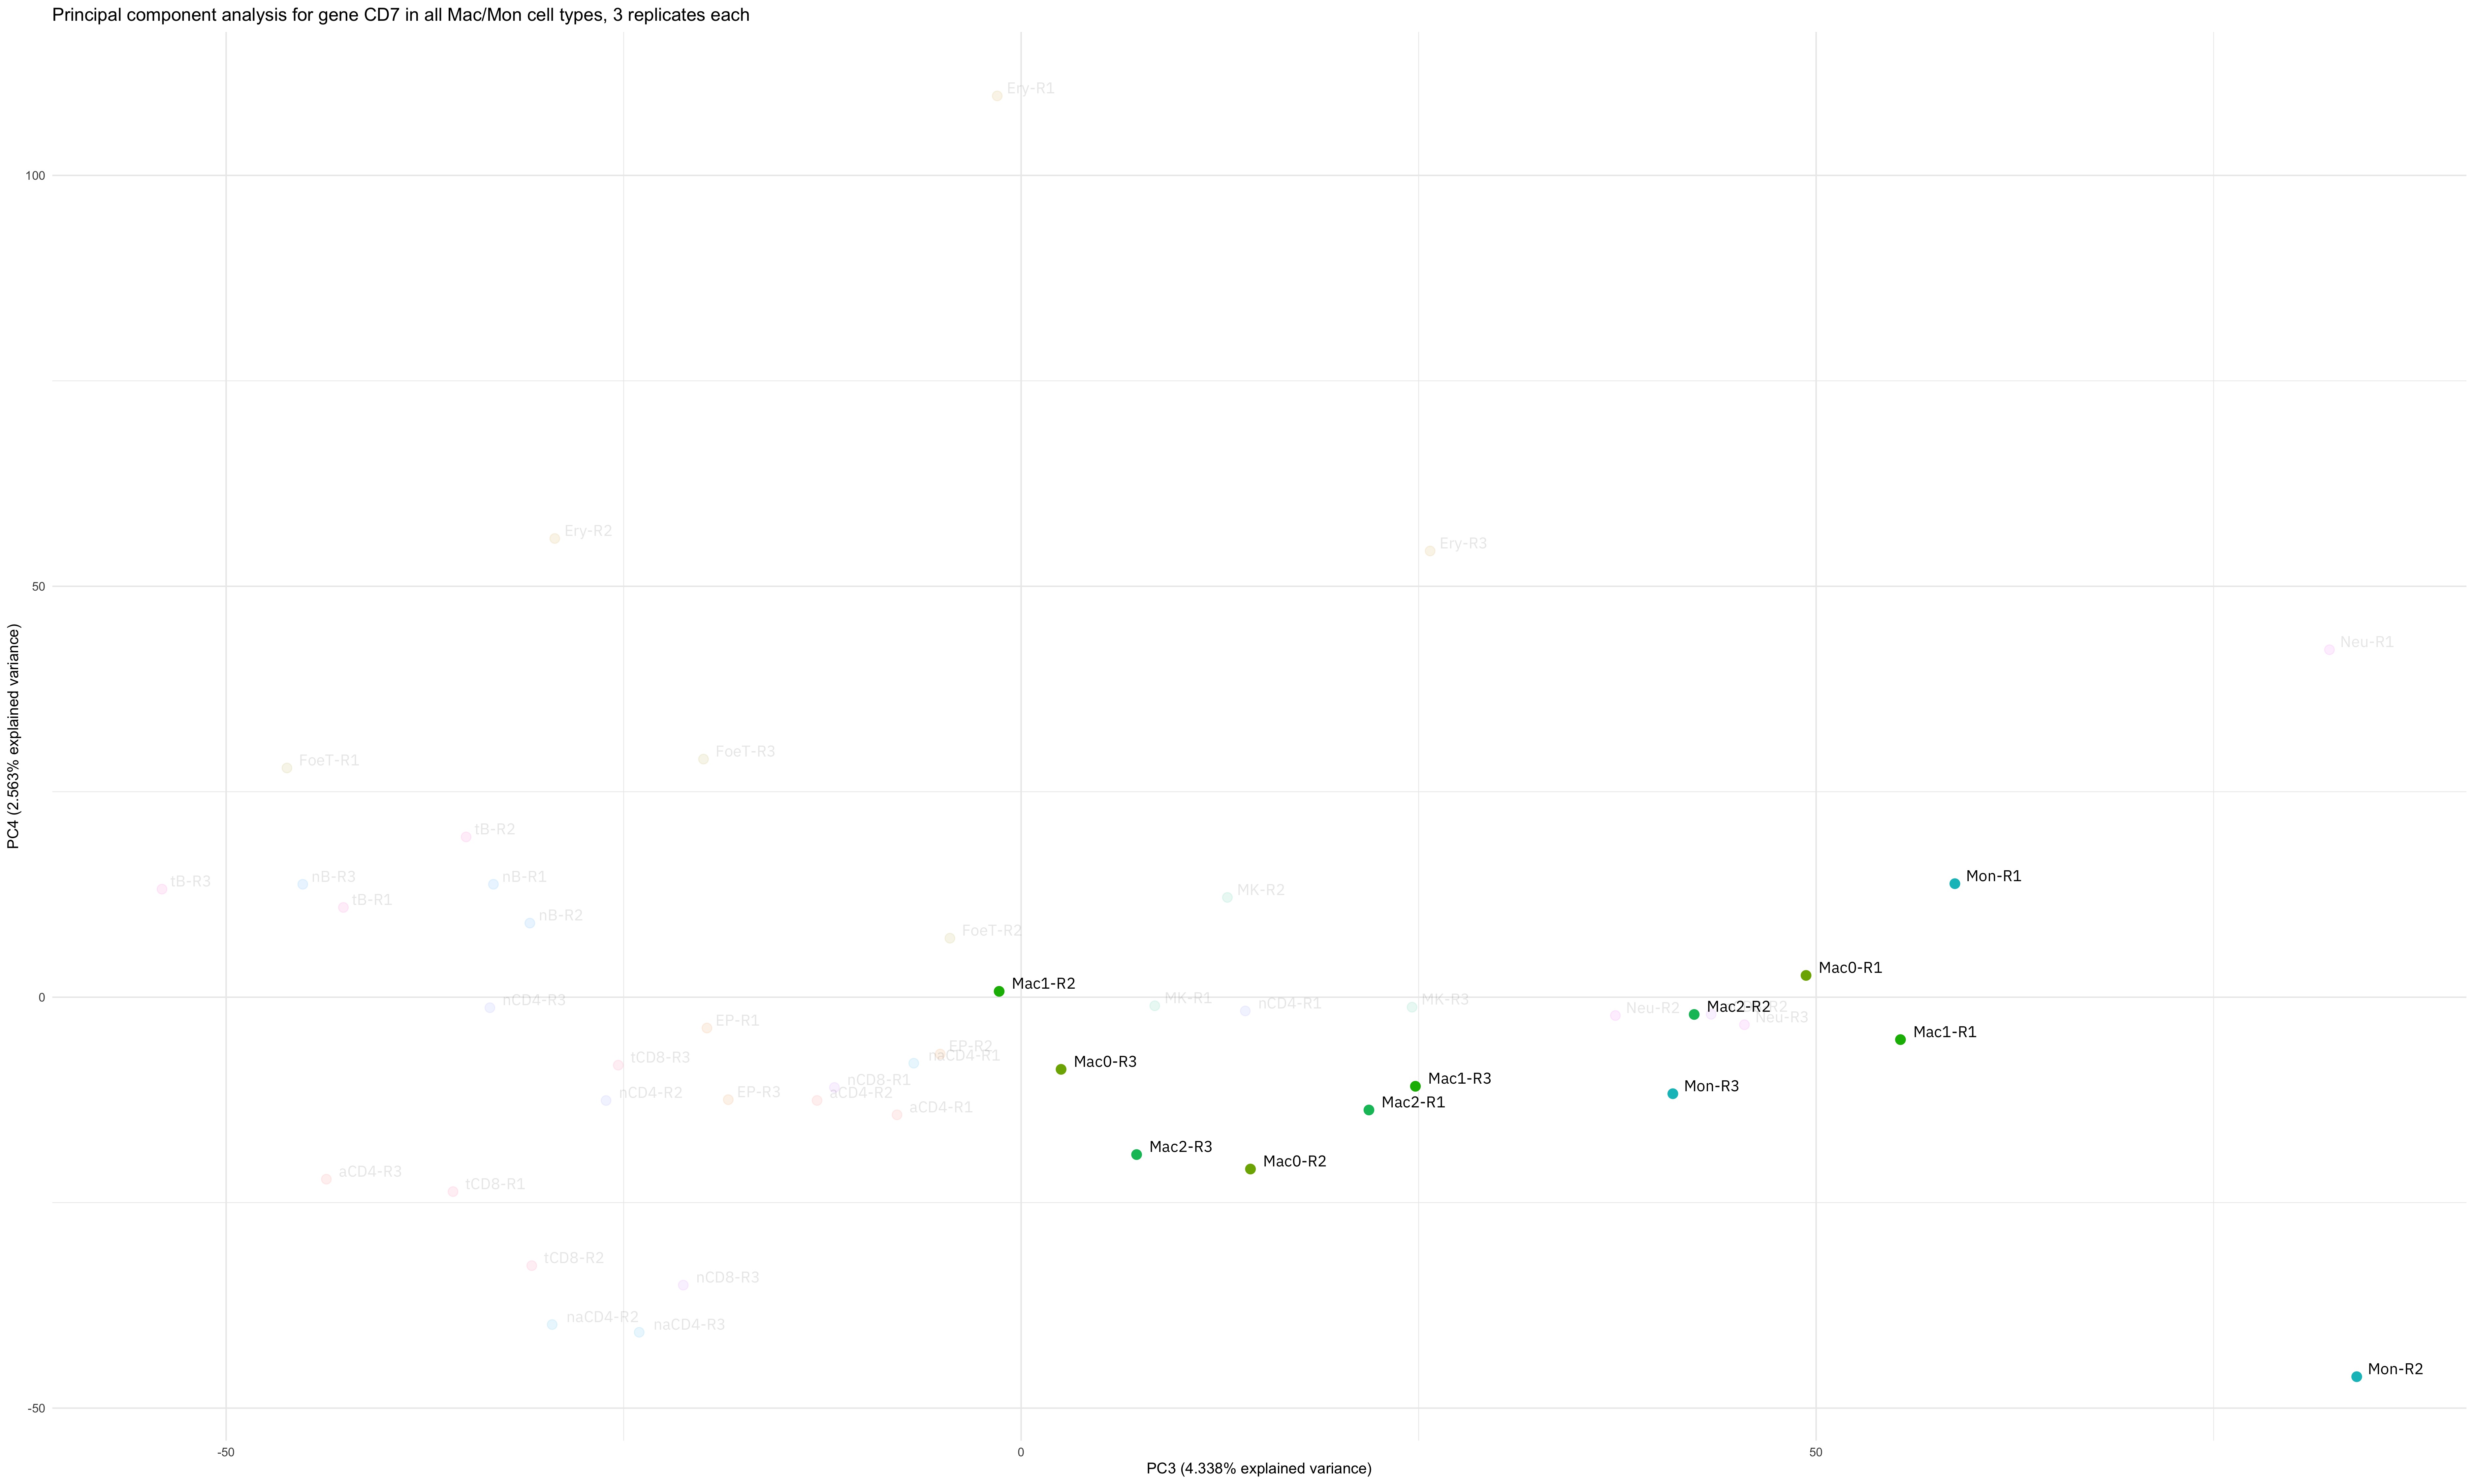 Principal component analysis for gene CD7 in all Mac/Mon cell types, 3 replicates each
Ery-R1
100
Ery-R2
Ery-R3
50
Neu-R1
PC4 (2.563% explained variance)
FoeT-R3
FoeT-R1
tB-R2
tB-R3
nB-R3
nB-R1
Mon-R1
MK-R2
tB-R1
nB-R2
FoeT-R2
Mac0-R1
Mac1-R2
0
nCD4-R3
MK-R1
nCD4-R1
MK-R3
Neu-R2
Mac2-R2
Neu-R3
EP-R1
Mac1-R1
EP-R2
naCD4-R1
tCD8-R3
Mac0-R3
nCD8-R1
Mac1-R3
Mon-R3
nCD4-R2
EP-R3
aCD4-R2
Mac2-R1
aCD4-R1
Mac2-R3
Mac0-R2
aCD4-R3
tCD8-R1
tCD8-R2
nCD8-R3
naCD4-R2
naCD4-R3
Mon-R2
-50
-50
0
50
PC3 (4.338% explained variance)